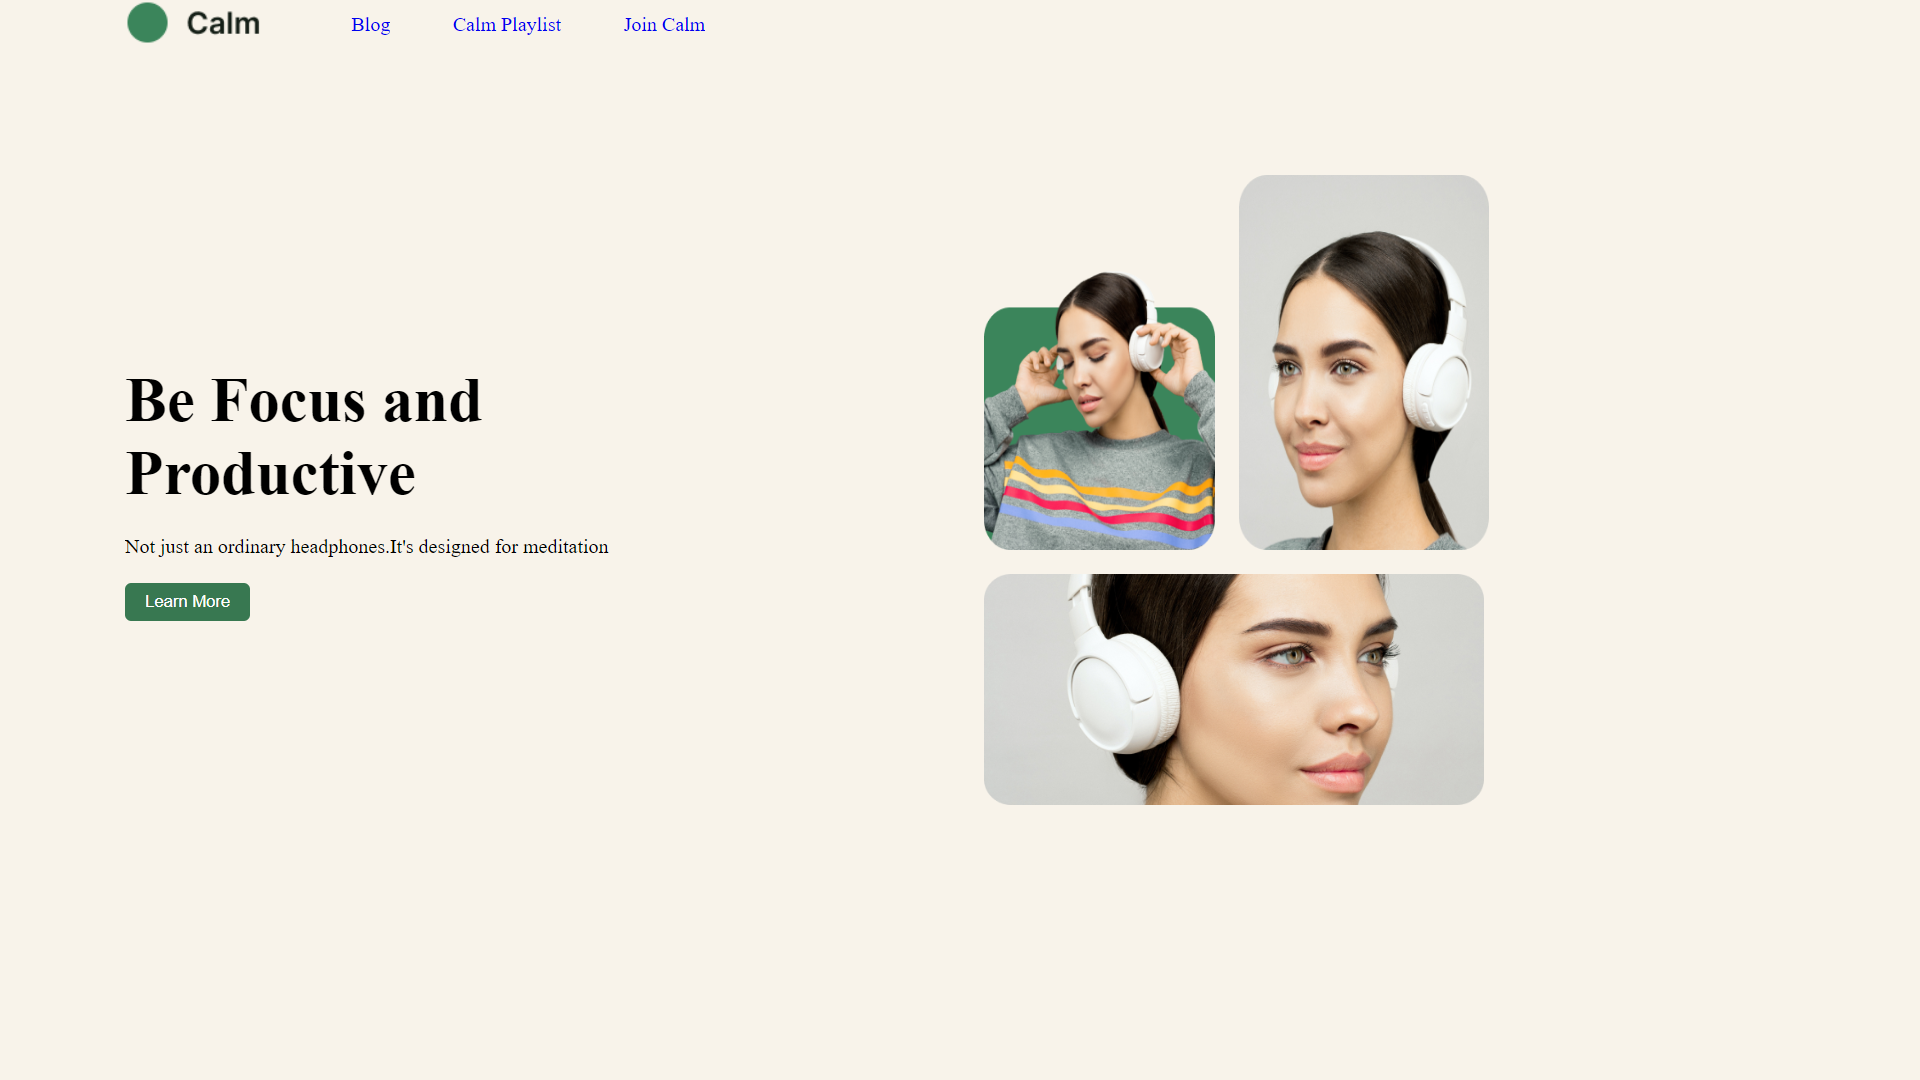 Calm
Blog
Calm Playlist
Join Calm
Be Focus and
Productive
Not just an ordinary headphones.It's designed for meditation
Learn More